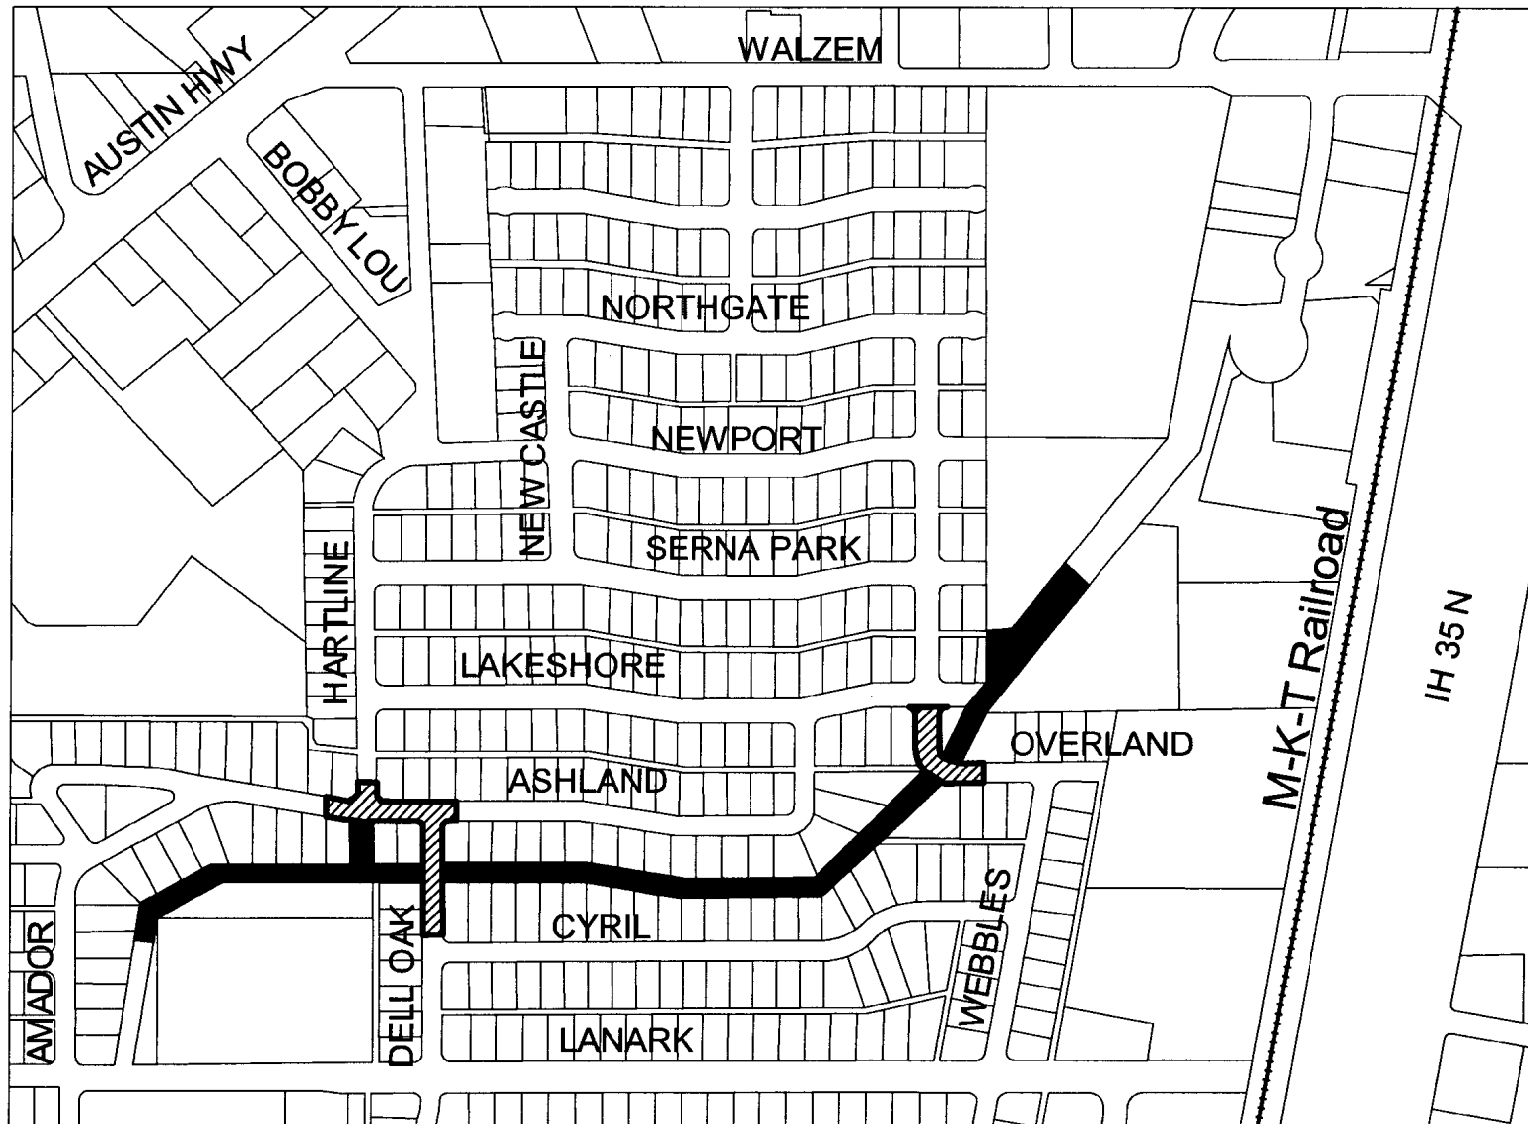 WALZEM
AUSTIN HWY
BOBBY LOU
NORTHGATE
NEW CASTLE
NEWPORT
SERNA PARK
HARTLINE
LAKESHORE
M-K-T Railroad
IH 35 N
OVERLAND
ASHLAND
CYRIL
WEBBLES
AMADOR
DELL OAK
LANARK